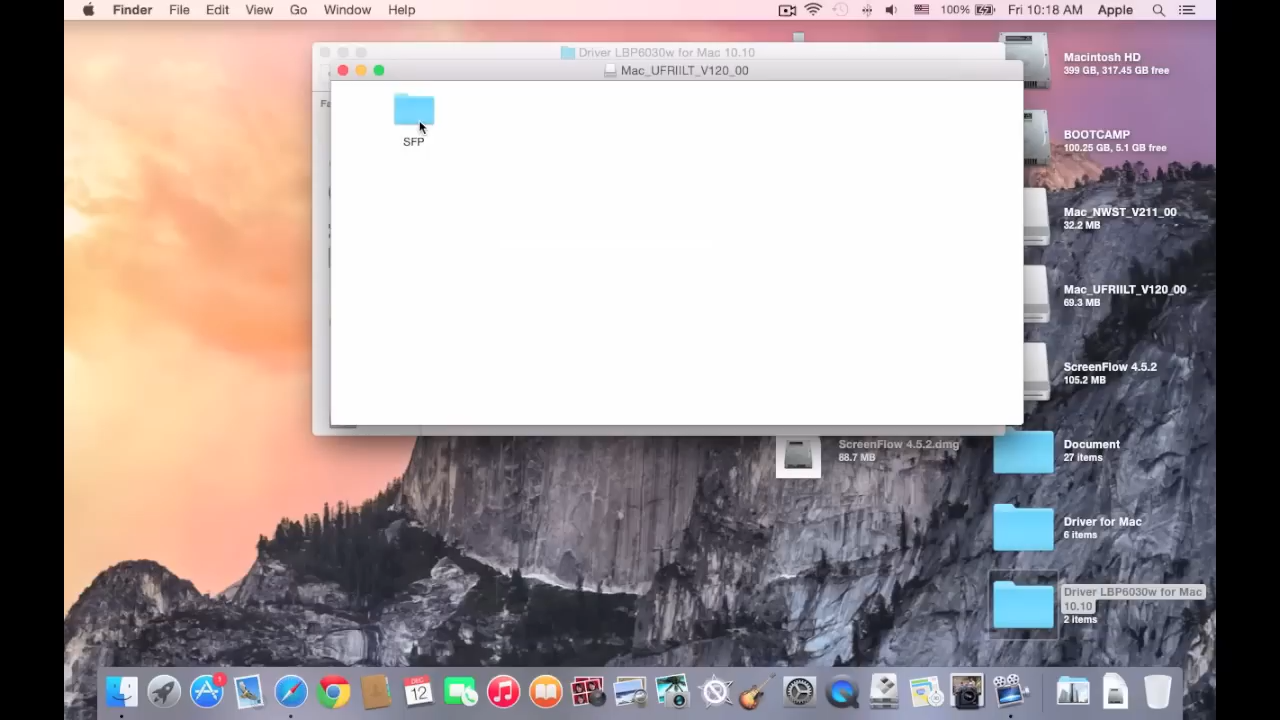 Finder File Edit View Go Window Help 100% Fri 10:18 AM Apple
Driver LBP6030w for Mac 10.10
Mac_UFRIILT_V120_00
Fa
SFP
Macintosh HD
399 GB, 317.45 GB free
BOOTCAMP
100.25 GB, 5.1 GB free
Mac_NWST_V211_00
32.2 MB
Mac_UFRIILT_V120_00
69.3 MB
ScreenFlow 4.5.2
105.2 MB
ScreenFlow 4.5.2.dmg
88.7 MB
Document
27 items
Driver for Mac
6 items
Driver LBP6030w for Mac
10.10
2 items
1
DEC
12